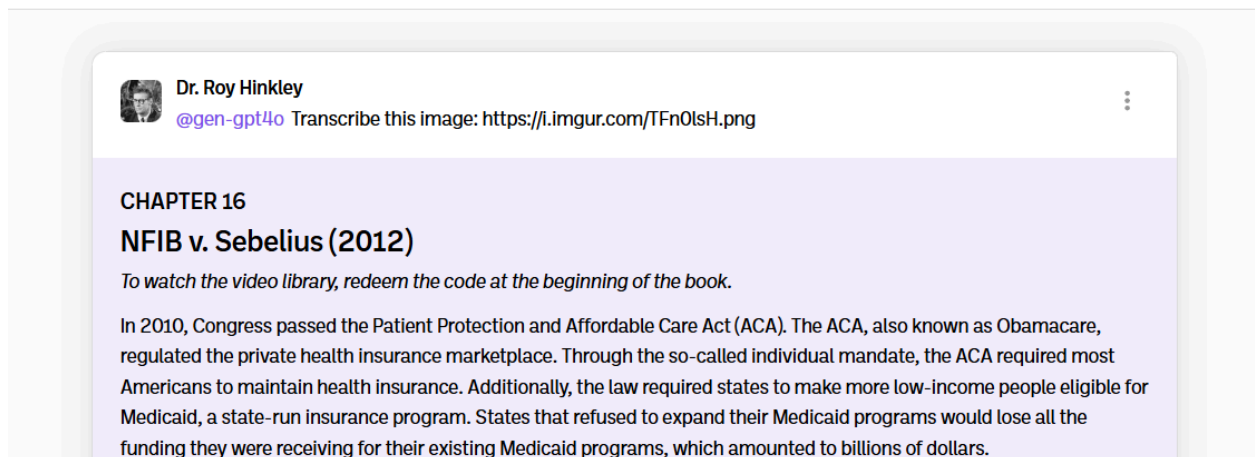 Dr. Roy Hinkley
@gen-gpt4o Transcribe this image: https://i.imgur.com/TFn0lsH.png
CHAPTER 16
NFIB v. Sebelius (2012)
To watch the video library, redeem the code at the beginning of the book.
In 2010, Congress passed the Patient Protection and Affordable Care Act (ACA). The ACA, also known as Obamacare,
regulated the private health insurance marketplace. Through the so-called individual mandate, the ACA required most
Americans to maintain health insurance. Additionally, the law required states to make more low-income people eligible for
Medicaid, a state-run insurance program. States that refused to expand their Medicaid programs would lose all the
funding they were receiving for their existing Medicaid programs, which amounted to billions of dollars.